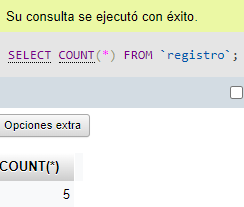 Su consulta se ejecutó con éxito.
SELECT COUNT(*) FROM `registro`;
Opciones extra
COUNT(*)
5